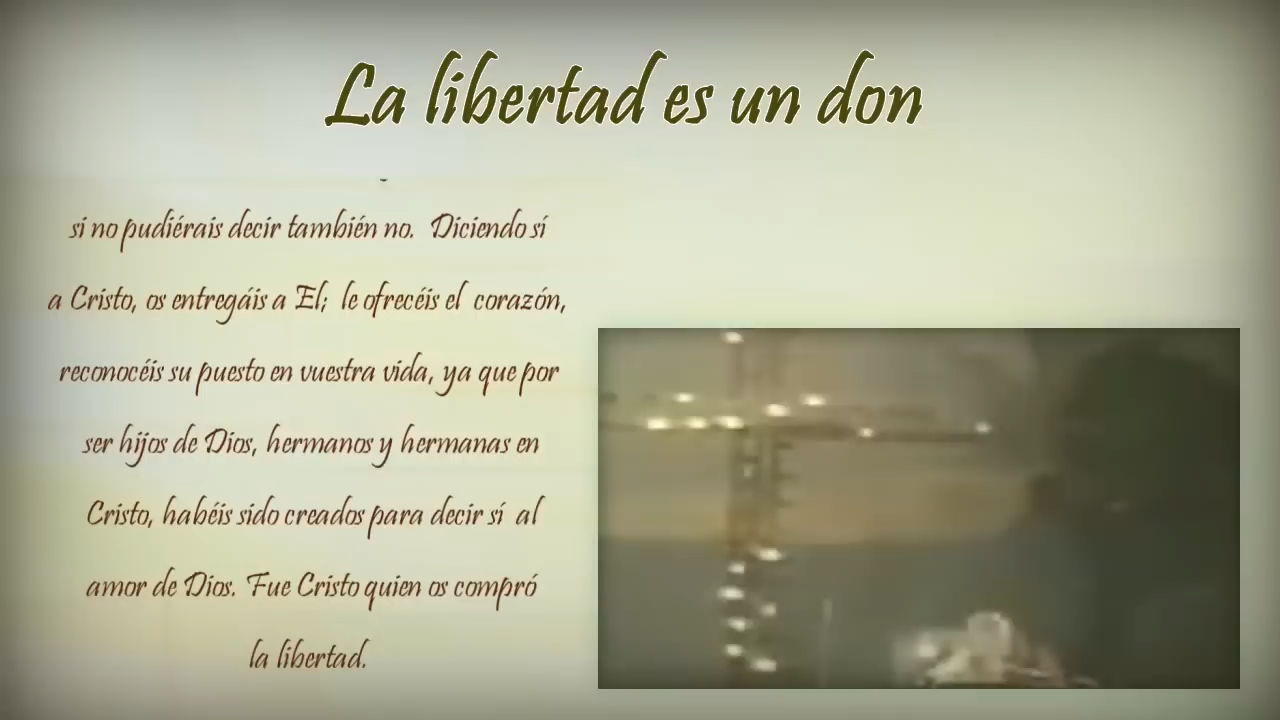 La libertad es un don
si no pudiérais decir también no. Diciendo sí
a Cristo, os entregáis a El; le ofrecéis el corazón,
reconocéis su puesto en vuestra vida, ya que por
ser hijos de Dios, hermanos y hermanas en
Cristo, habéis sido creados para decir sí al
amor de Dios. Fue Cristo quien os compró
la libertad.